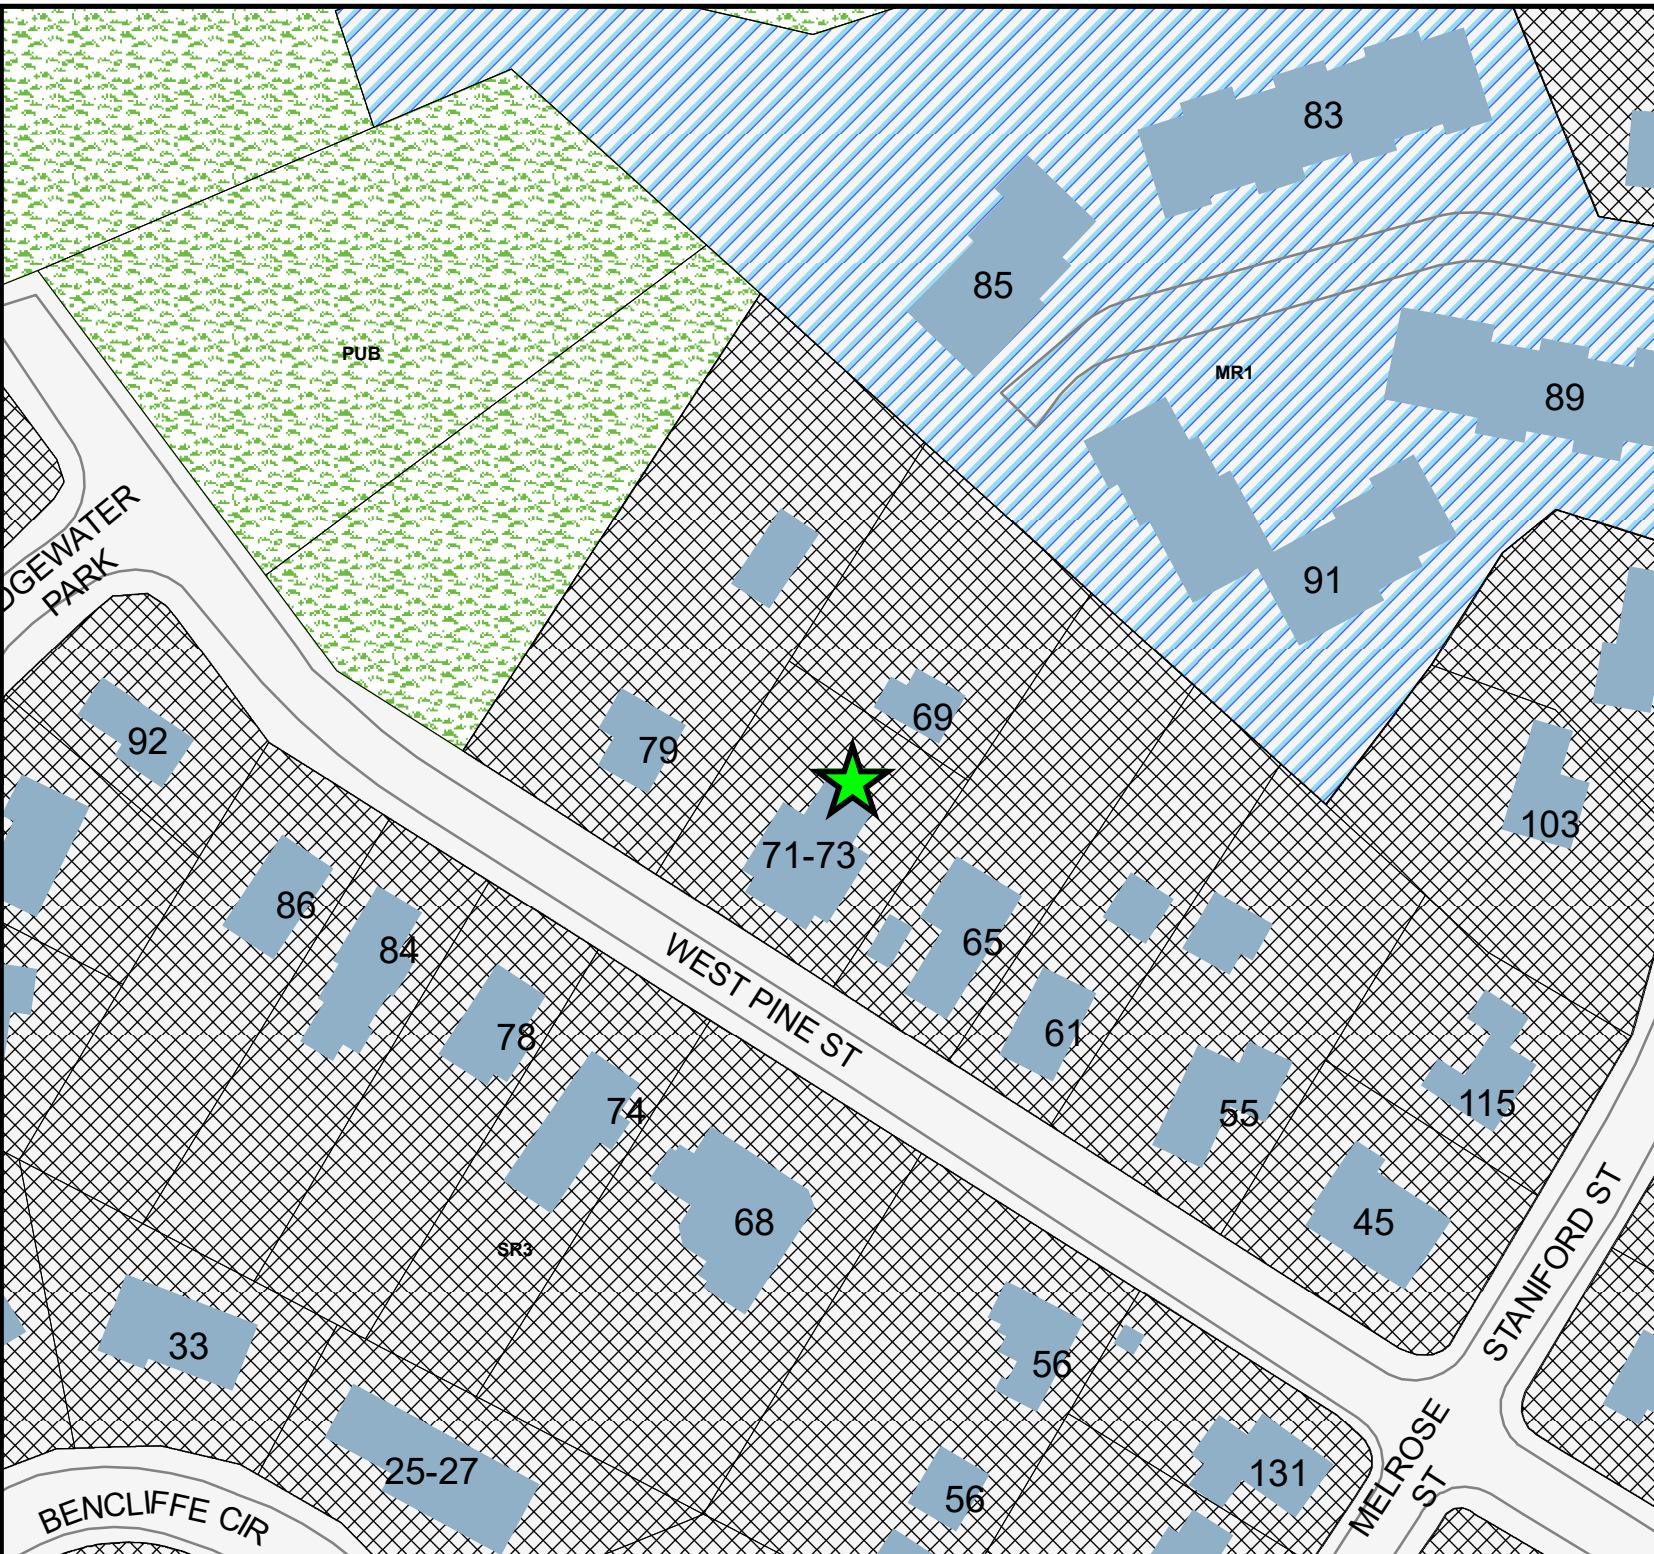 83
85
PUB
MR1
89
DGEWATER
PARK
91
69
92
79
103
71-73
86
84
65
WEST PINE ST
78
61
74
55
115
68
45
SR3
STANIFORD ST
33
56
25-27
131
56
MELROSE
ST
BENCLIFFE CIR